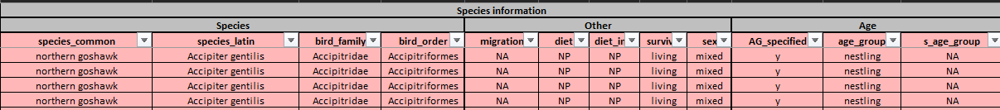 Species information
Species Other Age
species_common species_latin bird_family bird_order migration diet diet_in surviv sex AG_specified age_group s_age_group
northern goshawk Accipiter gentilis Accipitridae Accipitriformes NA NP NP living mixed y nestling NA
northern goshawk Accipiter gentilis Accipitridae Accipitriformes NA NP NP living mixed y nestling NA
northern goshawk Accipiter gentilis Accipitridae Accipitriformes NA NP NP living mixed y nestling NA
northern goshawk Accipiter gentilis Accipitridae Accipitriformes NA NP NP living mixed y nestling NA